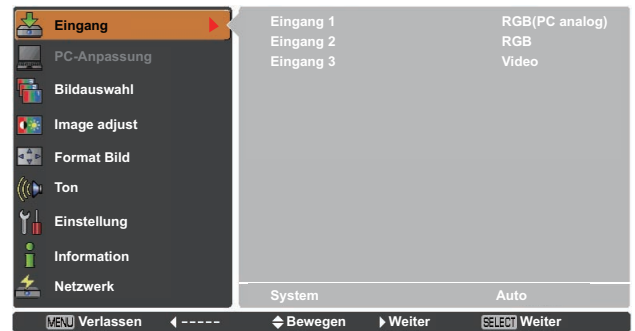 Eingang
PC-Anpassung
Bildauswahl
Image adjust
Format Bild
Ton
Einstellung
Information
Netzwerk
Eingang 1 RGB(PC analog)
Eingang 2 RGB
Eingang 3 Video
System Auto
MENU Verlassen ----- Bewegen Weiter SELECT Weiter